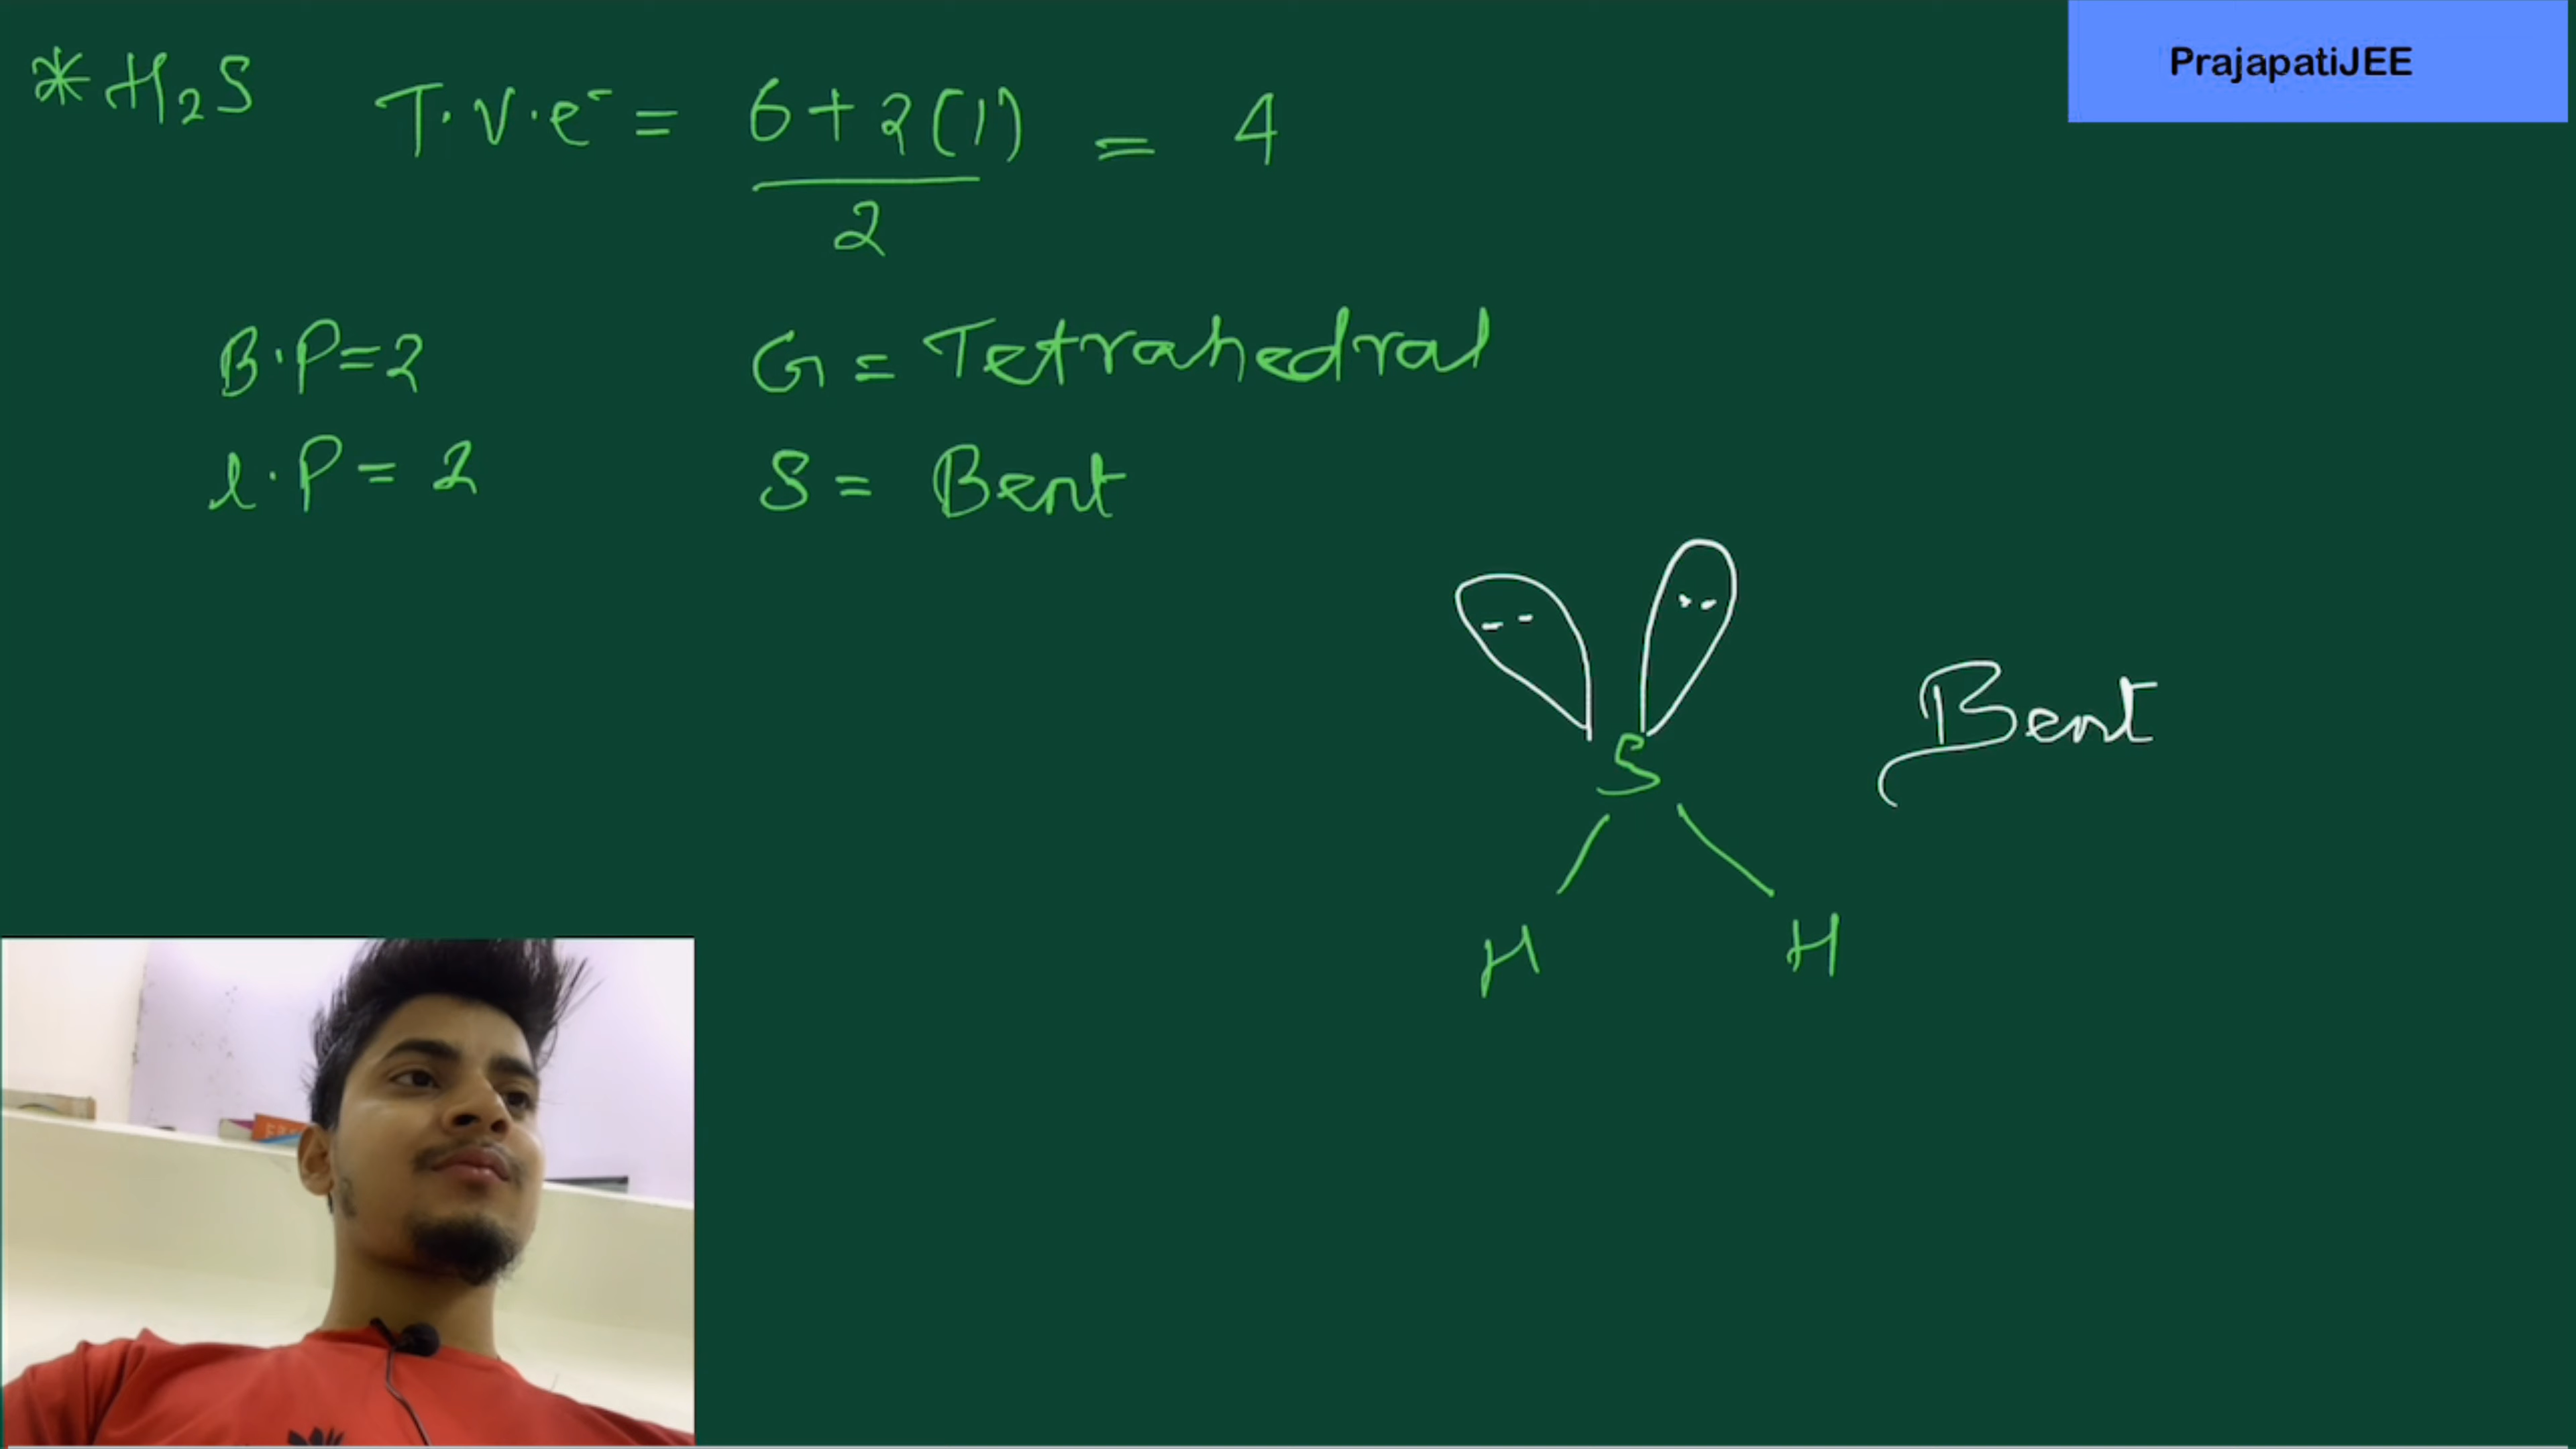 PrajapatiJEE
* H₂S T.V.e⁻ = 6+2(1) = 4
2
B.P=2 G = Tetrahedral
l.P = 2 S = Bent
S Bent
H H